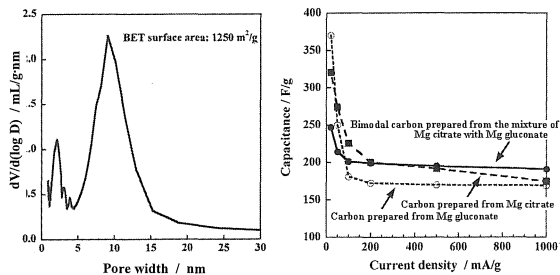 2.5
.5
1.0
.5
0.0
0 5 10 15 20 25 30
dV/d(log D) / mL/g·nm
Pore width / nm
BET surface area: 1250 m²/g
400
350
300
250
200
150
100
0 200 400 600 800 1000
Capacitance / F/g
Current density / mA/g
Bimodal carbon prepared from the mixture of
Mg citrate with Mg gluconate
Carbon prepared from Mg citrate
Carbon prepared from Mg gluconate